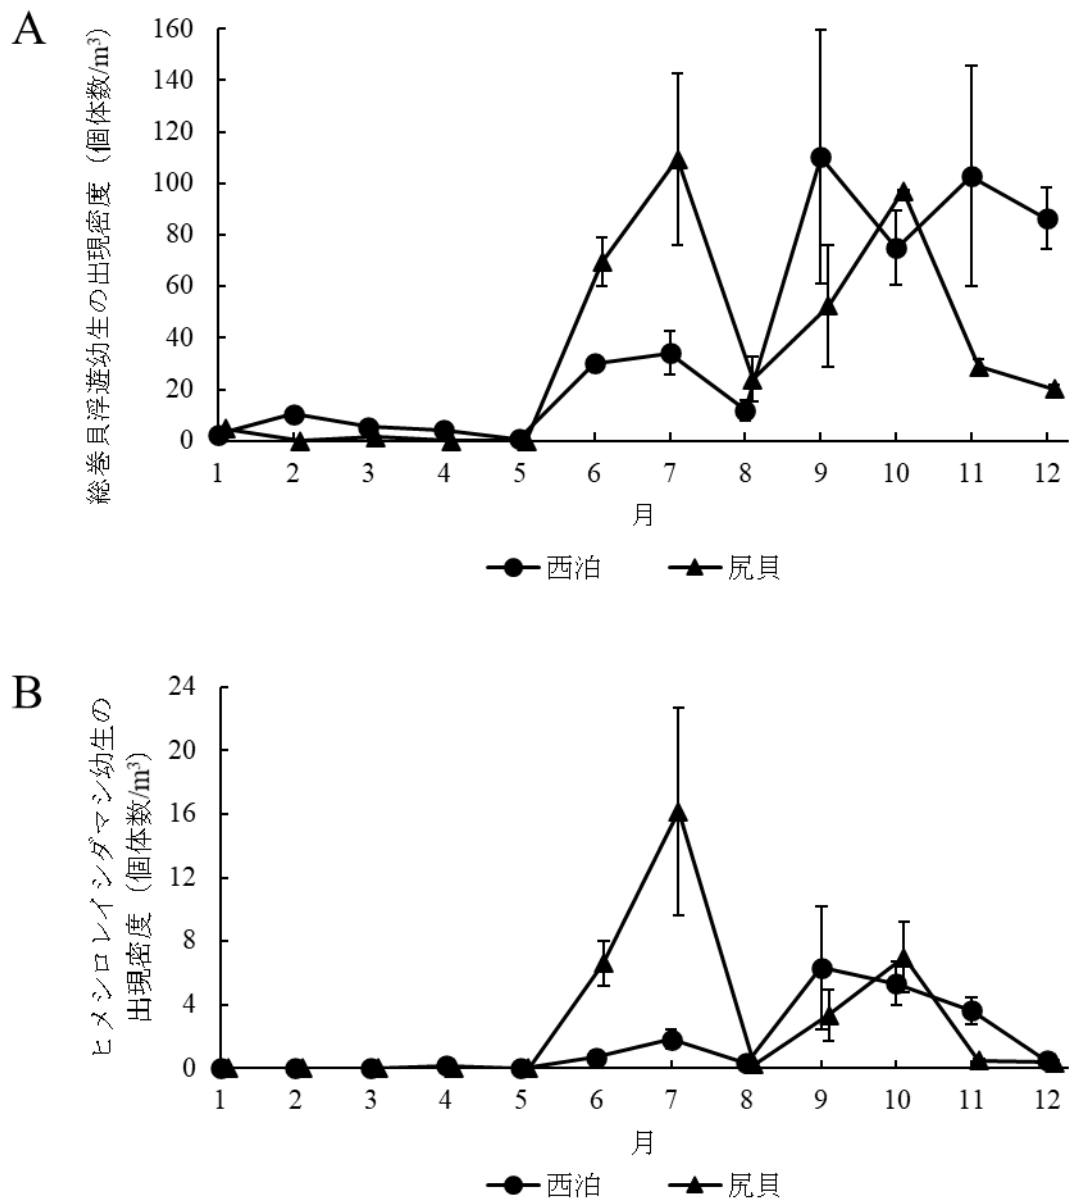 A
総巻貝浮遊幼生の出現密度（個体数/m³）
160
140
120
100
80
60
40
20
0
1 2 3 4 5 6 7 8 9 10 11 12
月
西泊 尻貝
B
ヒメシロレイシダマシ幼生の
出現密度（個体数/m³）
24
20
16
12
8
4
0
1 2 3 4 5 6 7 8 9 10 11 12
月
西泊 尻貝